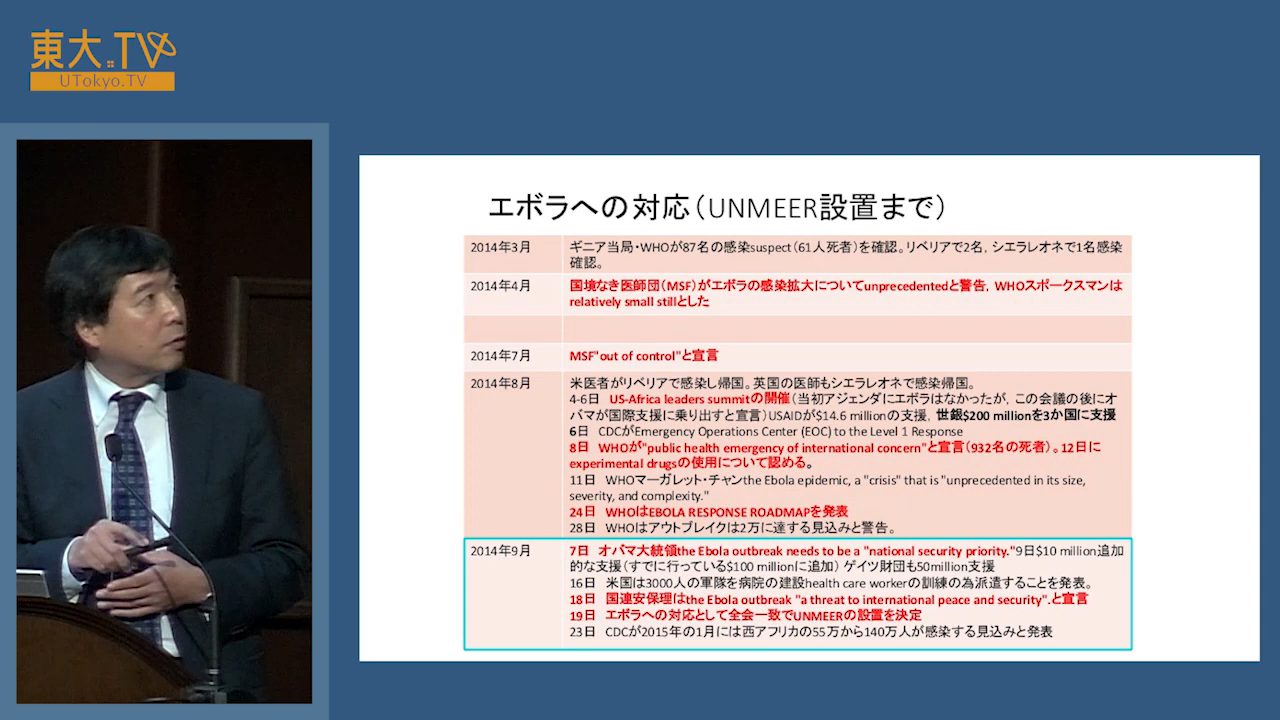 東大.TV
UTokyo.TV
エボラへの対応（UNMEER設置まで）
2014年3月
ギニア当局・WHOが87名の感染suspect（61人死者）を確認。リベリアで2名，シエラレオネで1名感染
確認。
2014年4月
国境なき医師団（MSF）がエボラの感染拡大についてunprecedentedと警告，WHOスポークスマンは
relatively small stillとした
2014年7月
MSF"out of control"と宣言
2014年8月
米医者がリベリアで感染し帰国。英国の医師もシエラレオネで感染帰国。
4-6日　US-Africa leaders summitの開催（当初アジェンダにエボラはなかったが，この会議の後にオ
バマが国際支援に乗り出すと宣言）USAIDが$14.6 millionの支援，世銀$200 millionを3か国に支援
6日　CDCがEmergency Operations Center (EOC) to the Level 1 Response
8日　WHOが"public health emergency of international concern"と宣言（932名の死者）。12日に
experimental drugsの使用について認める。
11日　WHOマーガレット・チャンthe Ebola epidemic, a "crisis" that is "unprecedented in its size,
severity, and complexity."
24日　WHOはEBOLA RESPONSE ROADMAPを発表
28日　WHOはアウトブレイクは2万に達する見込みと警告。
2014年9月
7日　オバマ大統領the Ebola outbreak needs to be a "national security priority."9日$10 million追加
的な支援（すでに行っている$100 millionに追加） ゲイツ財団も50million支援
16日　米国は3000人の軍隊を病院の建設health care workerの訓練の為派遣することを発表。
18日　国連安保理はthe Ebola outbreak "a threat to international peace and security".と宣言
19日　エボラへの対応として全会一致でUNMEERの設置を決定
23日　CDCが2015年の1月には西アフリカの55万から140万人が感染する見込みと発表